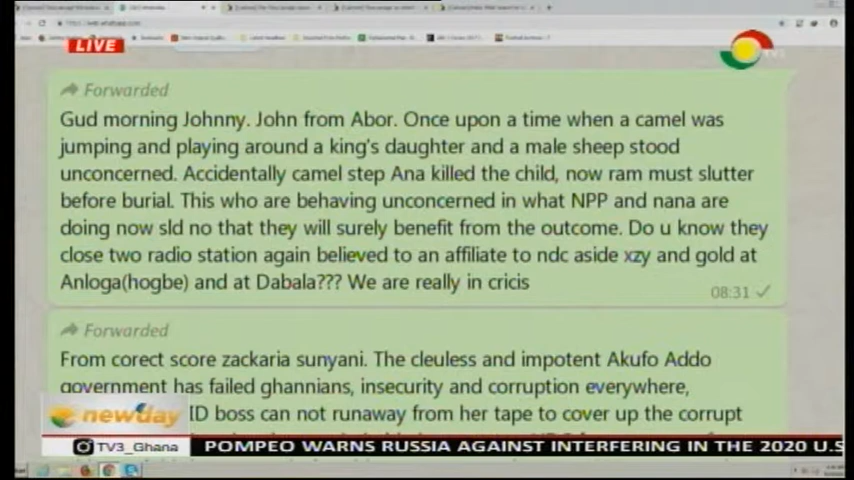 LIVE
Forwarded
Gud morning Johnny. John from Abor. Once upon a time when a camel was
jumping and playing around a king's daughter and a male sheep stood
unconcerned. Accidentally camel step Ana killed the child, now ram must slutter
before burial. This who are behaving unconcerned in what NPP and nana are
doing now sld no that they will surely benefit from the outcome. Do u know they
close two radio station again believed to an affiliate to ndc aside xzy and gold at
Anloga(hogbe) and at Dabala??? We are really in cricis
08:31
Forwarded
From corect score zackaria sunyani. The cleuless and impotent Akufo Addo
government has failed ghannians, insecurity and corruption everywhere,
ID boss can not runaway from her tape to cover up the corrupt
newday
TV3_Ghana
POMPEO WARNS RUSSIA AGAINST INTERFERING IN THE 2020 U.S